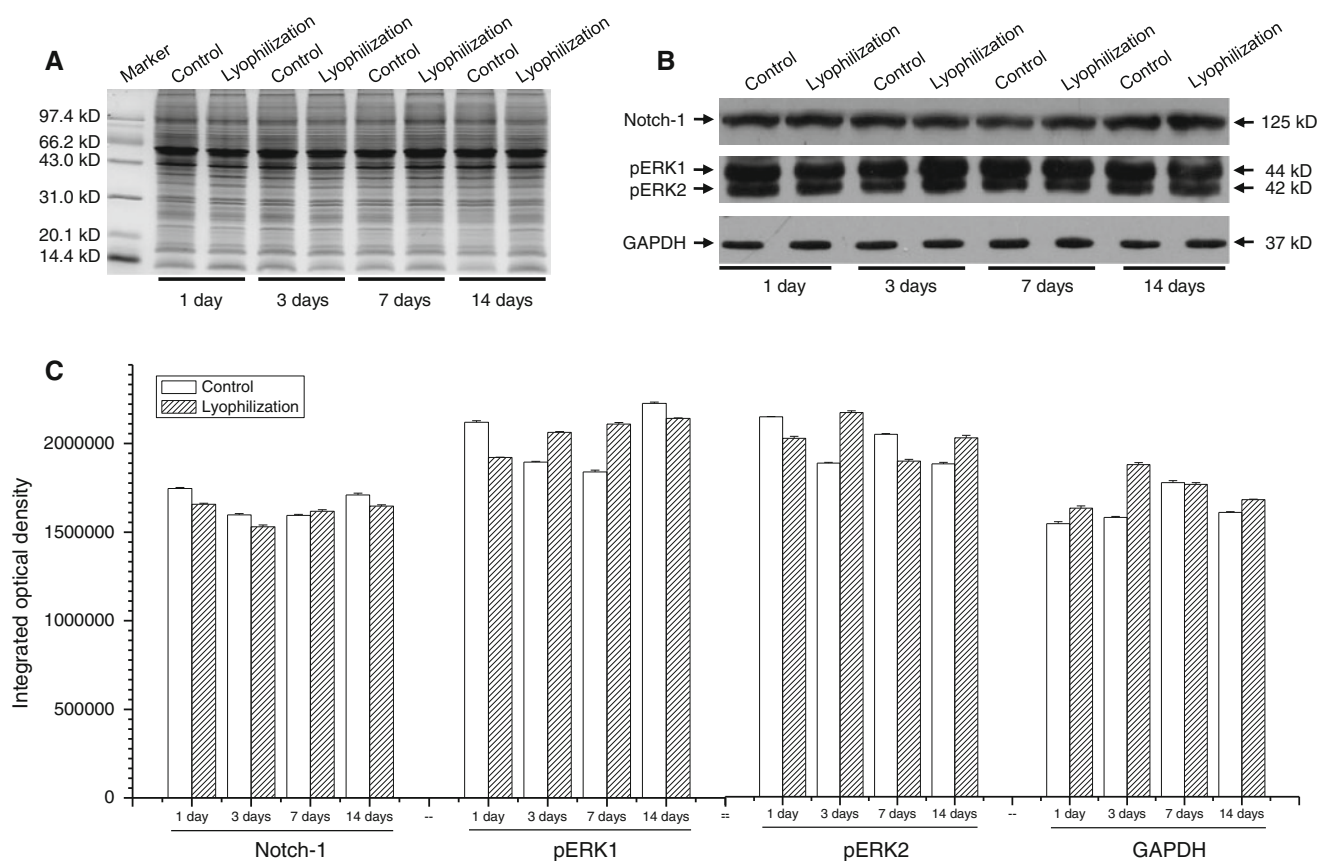 A
Marker
Control
Lyophilization
Control
Lyophilization
Control
Lyophilization
Control
Lyophilization
97.4 kD
66.2 kD
43.0 kD
31.0 kD
20.1 kD
14.4 kD
1 day
3 days
7 days
14 days
B
Control
Lyophilization
Control
Lyophilization
Control
Lyophilization
Control
Lyophilization
Notch-1
125 kD
pERK1
44 kD
pERK2
42 kD
GAPDH
37 kD
1 day
3 days
7 days
14 days
C
Control
Lyophilization
Integrated optical density
2000000
1500000
1000000
500000
0
1 day 3 days 7 days 14 days -- 1 day 3 days 7 days 14 days -- 1 day 3 days 7 days 14 days -- 1 day 3 days 7 days 14 days
Notch-1 pERK1 pERK2 GAPDH